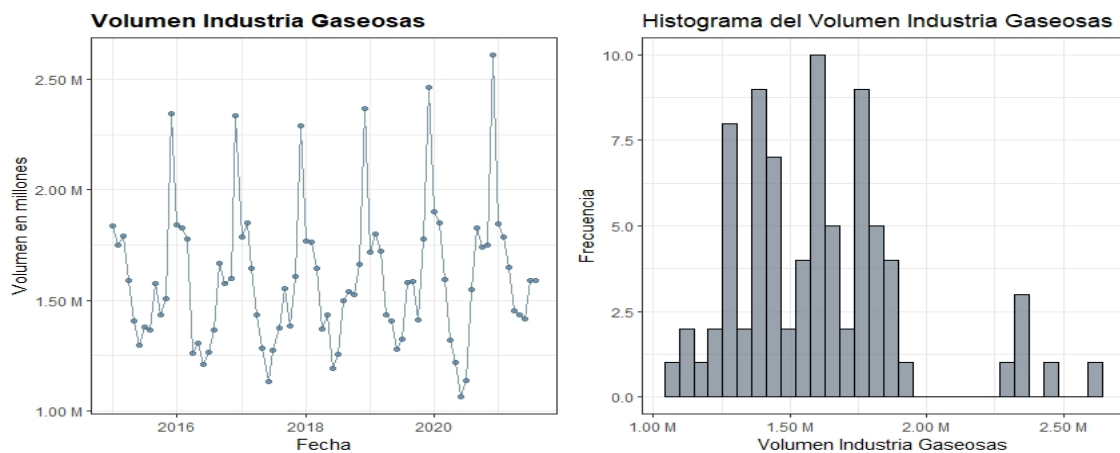 Volumen Industria Gaseosas
Volumen en millones
2.50 M
2.00 M
1.50 M
1.00 M
2016
2018
2020
Fecha
Histograma del Volumen Industria Gaseosas
Frecuencia
10.0
7.5
5.0
2.5
0.0
1.00 M
1.50 M
2.00 M
2.50 M
Volumen Industria Gaseosas